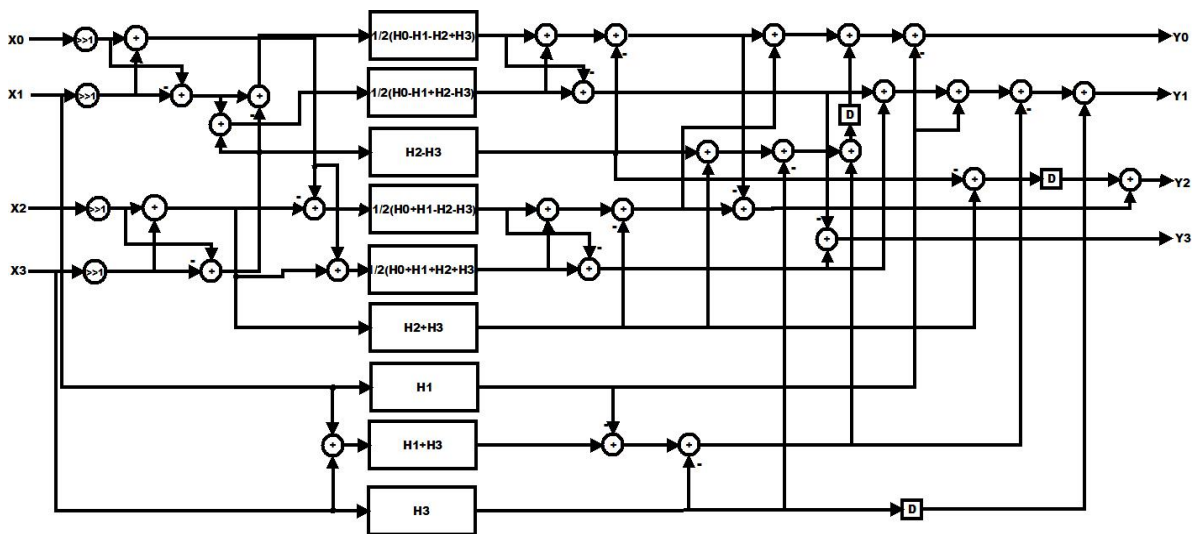 X0
>>1
1/2(H0-H1-H2+H3)
Y0
X1
>>1
1/2(H0-H1+H2-H3)
Y1
D
H2-H3
D
Y2
X2
>>1
1/2(H0+H1-H2-H3)
Y3
X3
>>1
1/2(H0+H1+H2+H3
H2+H3
H1
H1+H3
H3
D